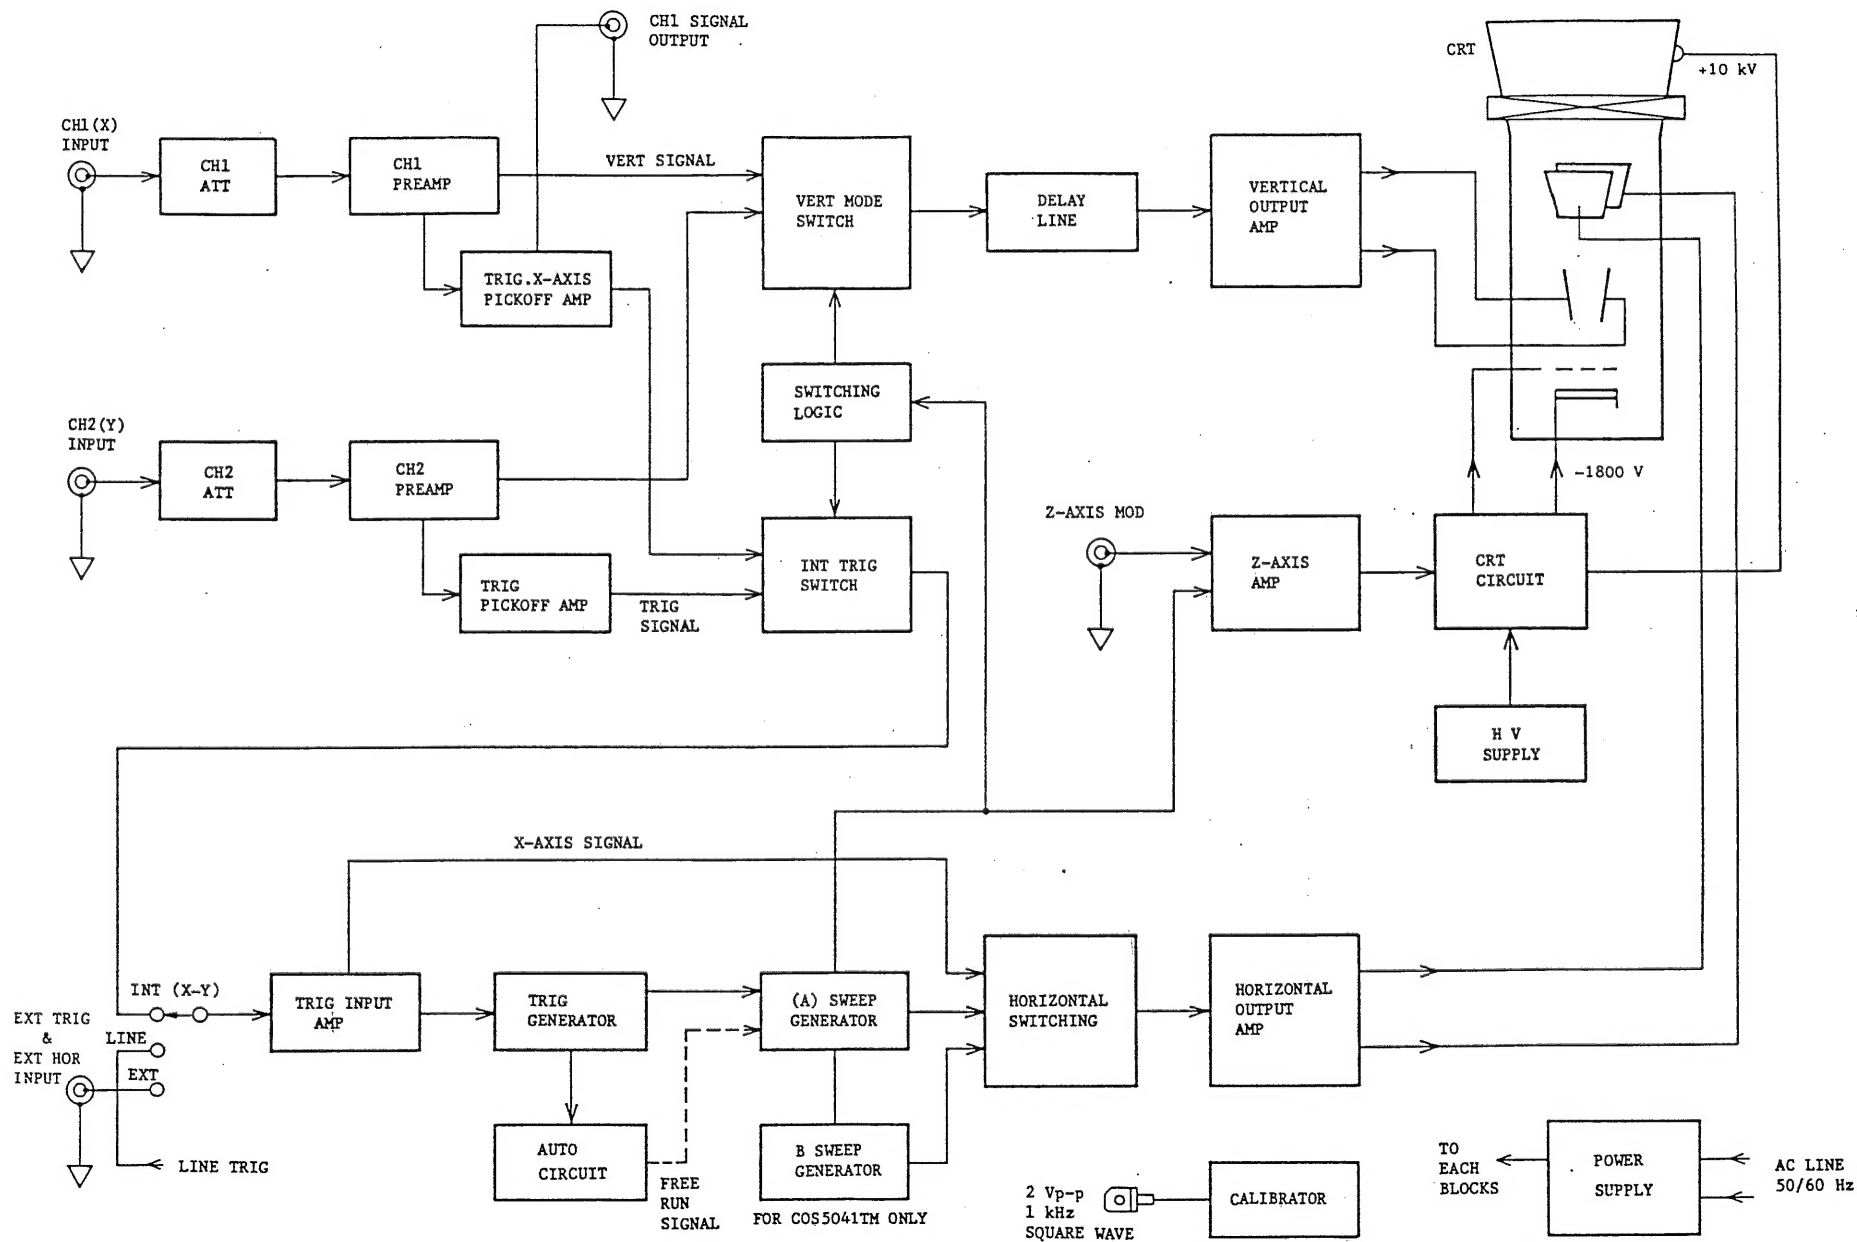 CH1 SIGNAL
OUTPUT
CRT
+10 kV
CH1(X)
INPUT
CH1
ATT
CH1
PREAMP
VERT SIGNAL
VERT MODE
SWITCH
DELAY
LINE
VERTICAL
OUTPUT
AMP
TRIG.X-AXIS
PICKOFF AMP
SWITCHING
LOGIC
CH2(Y)
INPUT
CH2
ATT
CH2
PREAMP
-1800 V
Z-AXIS MOD
INT TRIG
SWITCH
Z-AXIS
AMP
CRT
CIRCUIT
TRIG
PICKOFF AMP
TRIG
SIGNAL
H V
SUPPLY
X-AXIS SIGNAL
INT (X-Y)
EXT TRIG
&
EXT HOR
INPUT
LINE
EXT
LINE TRIG
TRIG INPUT
AMP
TRIG
GENERATOR
(A) SWEEP
GENERATOR
HORIZONTAL
SWITCHING
HORIZONTAL
OUTPUT
AMP
AUTO
CIRCUIT
FREE
RUN
SIGNAL
B SWEEP
GENERATOR
FOR COS5041TM ONLY
2 Vp-p
1 kHz
SQUARE WAVE
CALIBRATOR
TO
EACH
BLOCKS
POWER
SUPPLY
AC LINE
50/60 Hz